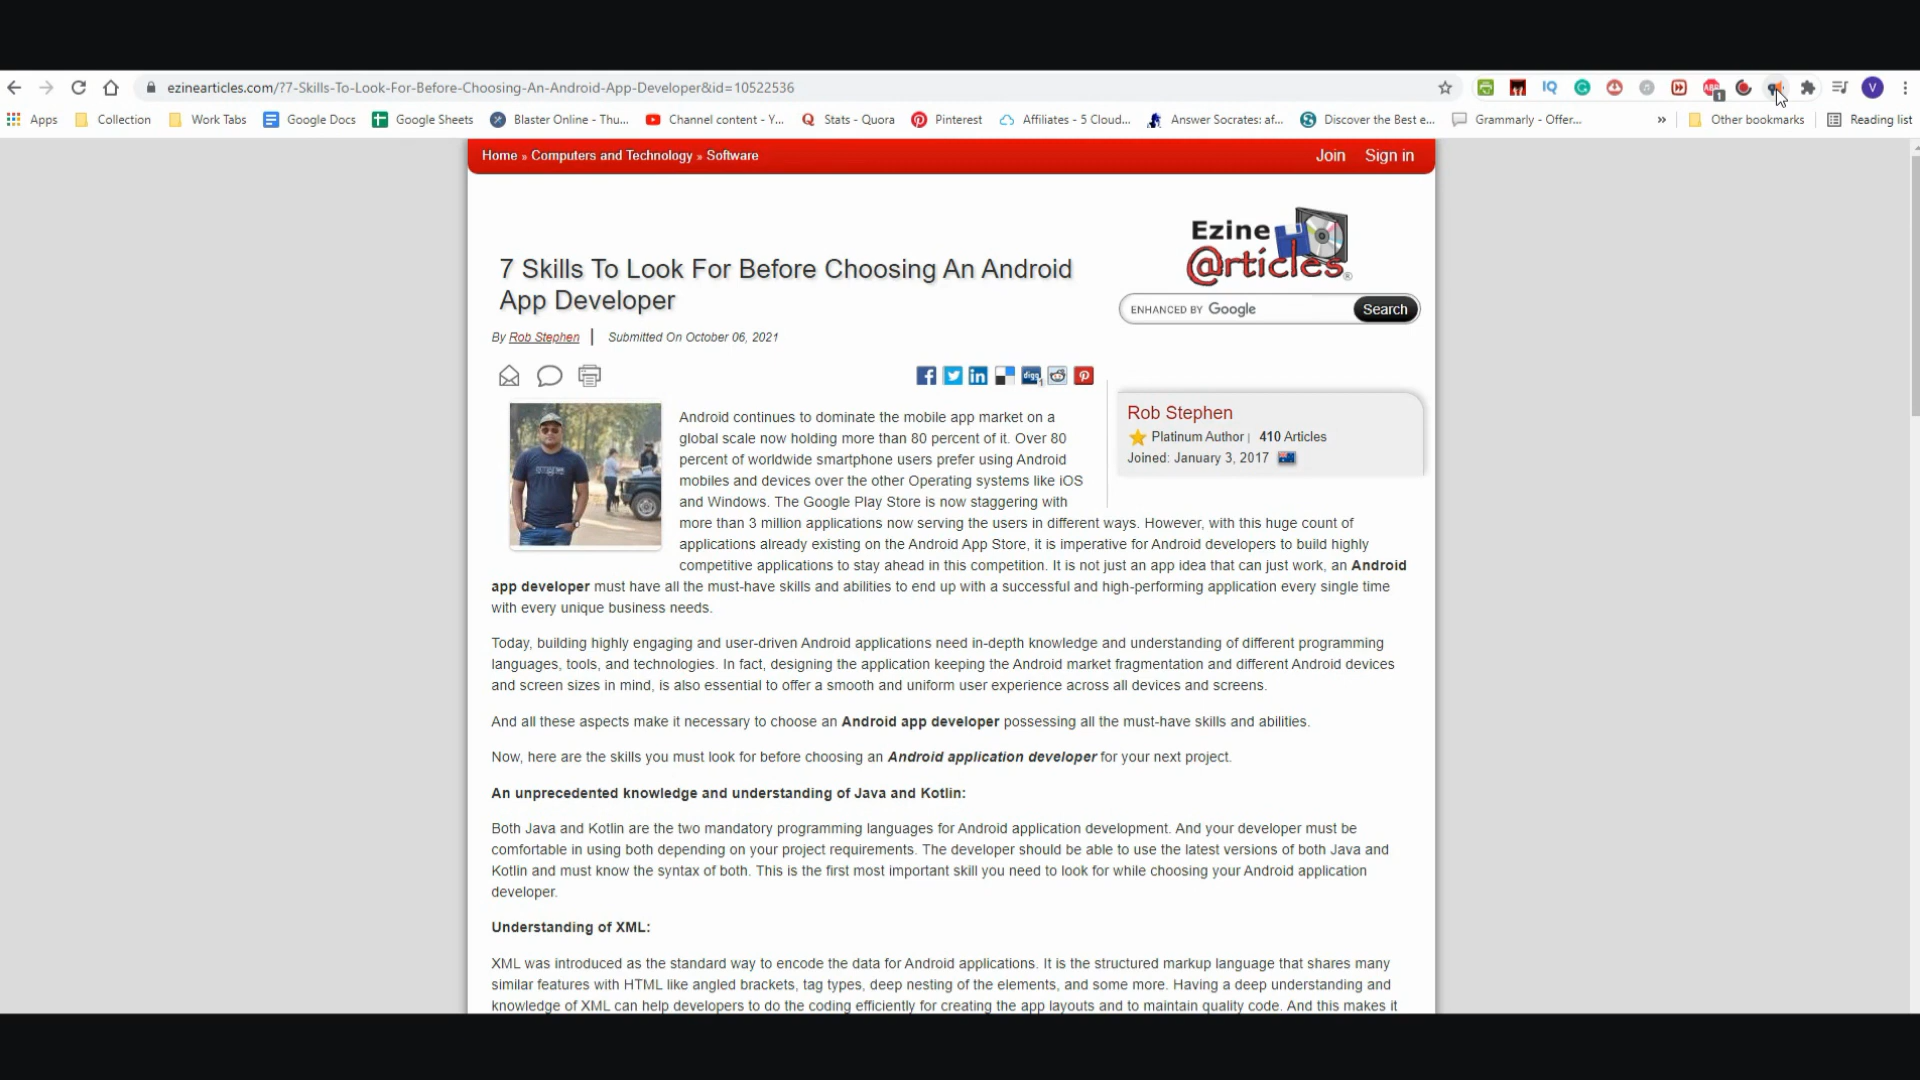 ezinearticles.com/?7-Skills-To-Look-For-Before-Choosing-An-Android-App-Developer&id=10522536
IQ
ABP
1
V
Apps
Collection
Work Tabs
Google Docs
Google Sheets
Blaster Online - Thu...
Channel content - Y...
Stats - Quora
Pinterest
Affiliates - 5 Cloud...
Answer Socrates: af...
Discover the Best e...
Grammarly - Offer...
»
Other bookmarks
Reading list
Home » Computers and Technology » Software
Join Sign in
Ezine
@rticles®
7 Skills To Look For Before Choosing An Android
App Developer
ENHANCED BY Google
Search
By Rob Stephen | Submitted On October 06, 2021
digg
1
Rob Stephen
Platinum Author | 410 Articles
Joined: January 3, 2017
Android continues to dominate the mobile app market on a
global scale now holding more than 80 percent of it. Over 80
percent of worldwide smartphone users prefer using Android
mobiles and devices over the other Operating systems like iOS
and Windows. The Google Play Store is now staggering with
more than 3 million applications now serving the users in different ways. However, with this huge count of
applications already existing on the Android App Store, it is imperative for Android developers to build highly
competitive applications to stay ahead in this competition. It is not just an app idea that can just work, an Android
app developer must have all the must-have skills and abilities to end up with a successful and high-performing application every single time
with every unique business needs.
Today, building highly engaging and user-driven Android applications need in-depth knowledge and understanding of different programming
languages, tools, and technologies. In fact, designing the application keeping the Android market fragmentation and different Android devices
and screen sizes in mind, is also essential to offer a smooth and uniform user experience across all devices and screens.
And all these aspects make it necessary to choose an Android app developer possessing all the must-have skills and abilities.
Now, here are the skills you must look for before choosing an Android application developer for your next project.
An unprecedented knowledge and understanding of Java and Kotlin:
Both Java and Kotlin are the two mandatory programming languages for Android application development. And your developer must be
comfortable in using both depending on your project requirements. The developer should be able to use the latest versions of both Java and
Kotlin and must know the syntax of both. This is the first most important skill you need to look for while choosing your Android application
developer.
Understanding of XML:
XML was introduced as the standard way to encode the data for Android applications. It is the structured markup language that shares many
similar features with HTML like angled brackets, tag types, deep nesting of the elements, and some more. Having a deep understanding and
knowledge of XML can help developers to do the coding efficiently for creating the app layouts and to maintain quality code. And this makes it